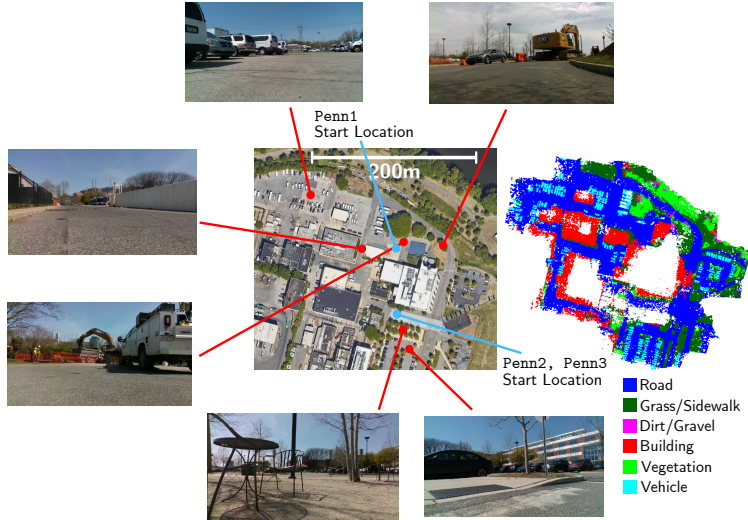 Penn1
Start Location
200m
Penn2, Penn3
Start Location
Road
Grass/Sidewalk
Dirt/Gravel
Building
Vegetation
Vehicle